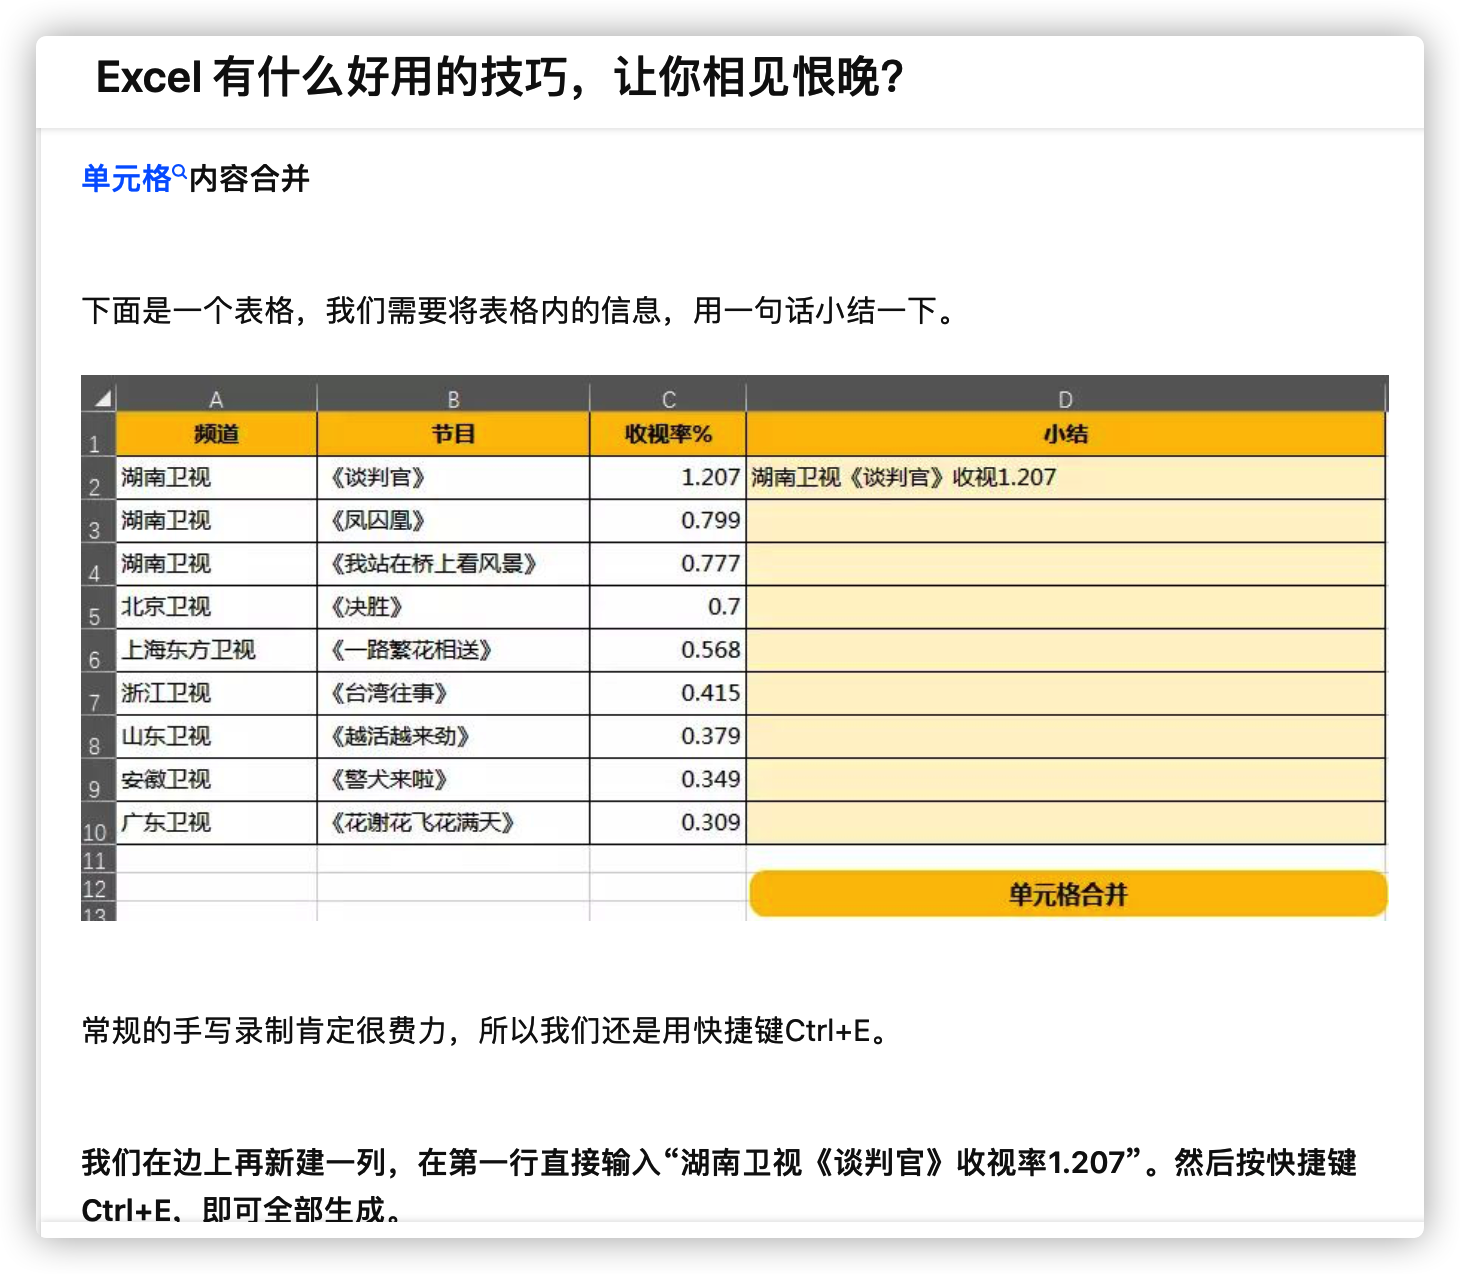 Excel 有什么好用的技巧，让你相见恨晚？
单元格内容合并
下面是一个表格，我们需要将表格内的信息，用一句话小结一下。
A B C D
1 频道 节目 收视率% 小结
2 湖南卫视 《谈判官》 1.207 湖南卫视《谈判官》收视1.207
3 湖南卫视 《凤囚凰》 0.799
4 湖南卫视 《我站在桥上看风景》 0.777
5 北京卫视 《决胜》 0.7
6 上海东方卫视 《一路繁花相送》 0.568
7 浙江卫视 《台湾往事》 0.415
8 山东卫视 《越活越来劲》 0.379
9 安徽卫视 《警犬来啦》 0.349
10 广东卫视 《花谢花飞花满天》 0.309
11
12 单元格合并
13
常规的手写录制肯定很费力，所以我们还是用快捷键Ctrl+E。
我们在边上再新建一列，在第一行直接输入“湖南卫视《谈判官》收视率1.207”。然后按快捷键
Ctrl+E，即可全部生成。